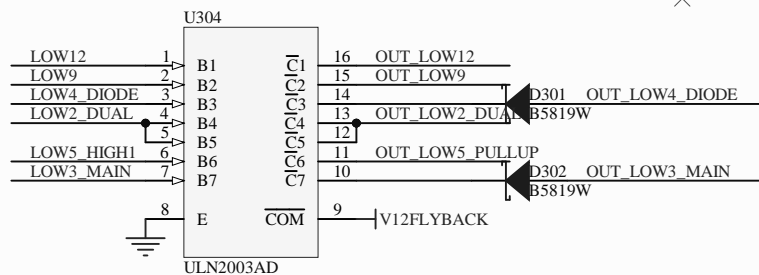 U304
LOW12 1 B1 C1 16 OUT_LOW12
LOW9 2 B2 C2 15 OUT_LOW9
LOW4_DIODE 3 B3 C3 14 D301 OUT_LOW4_DIODE
LOW2_DUAL 4 B4 C4 13 OUT_LOW2_DUAL B5819W
5 B5 C5 12
LOW5_HIGH1 6 B6 C6 11 OUT_LOW5_PULLUP
LOW3_MAIN 7 B7 C7 10 D302 OUT_LOW3_MAIN
B5819W
8 E COM 9 V12FLYBACK
ULN2003AD